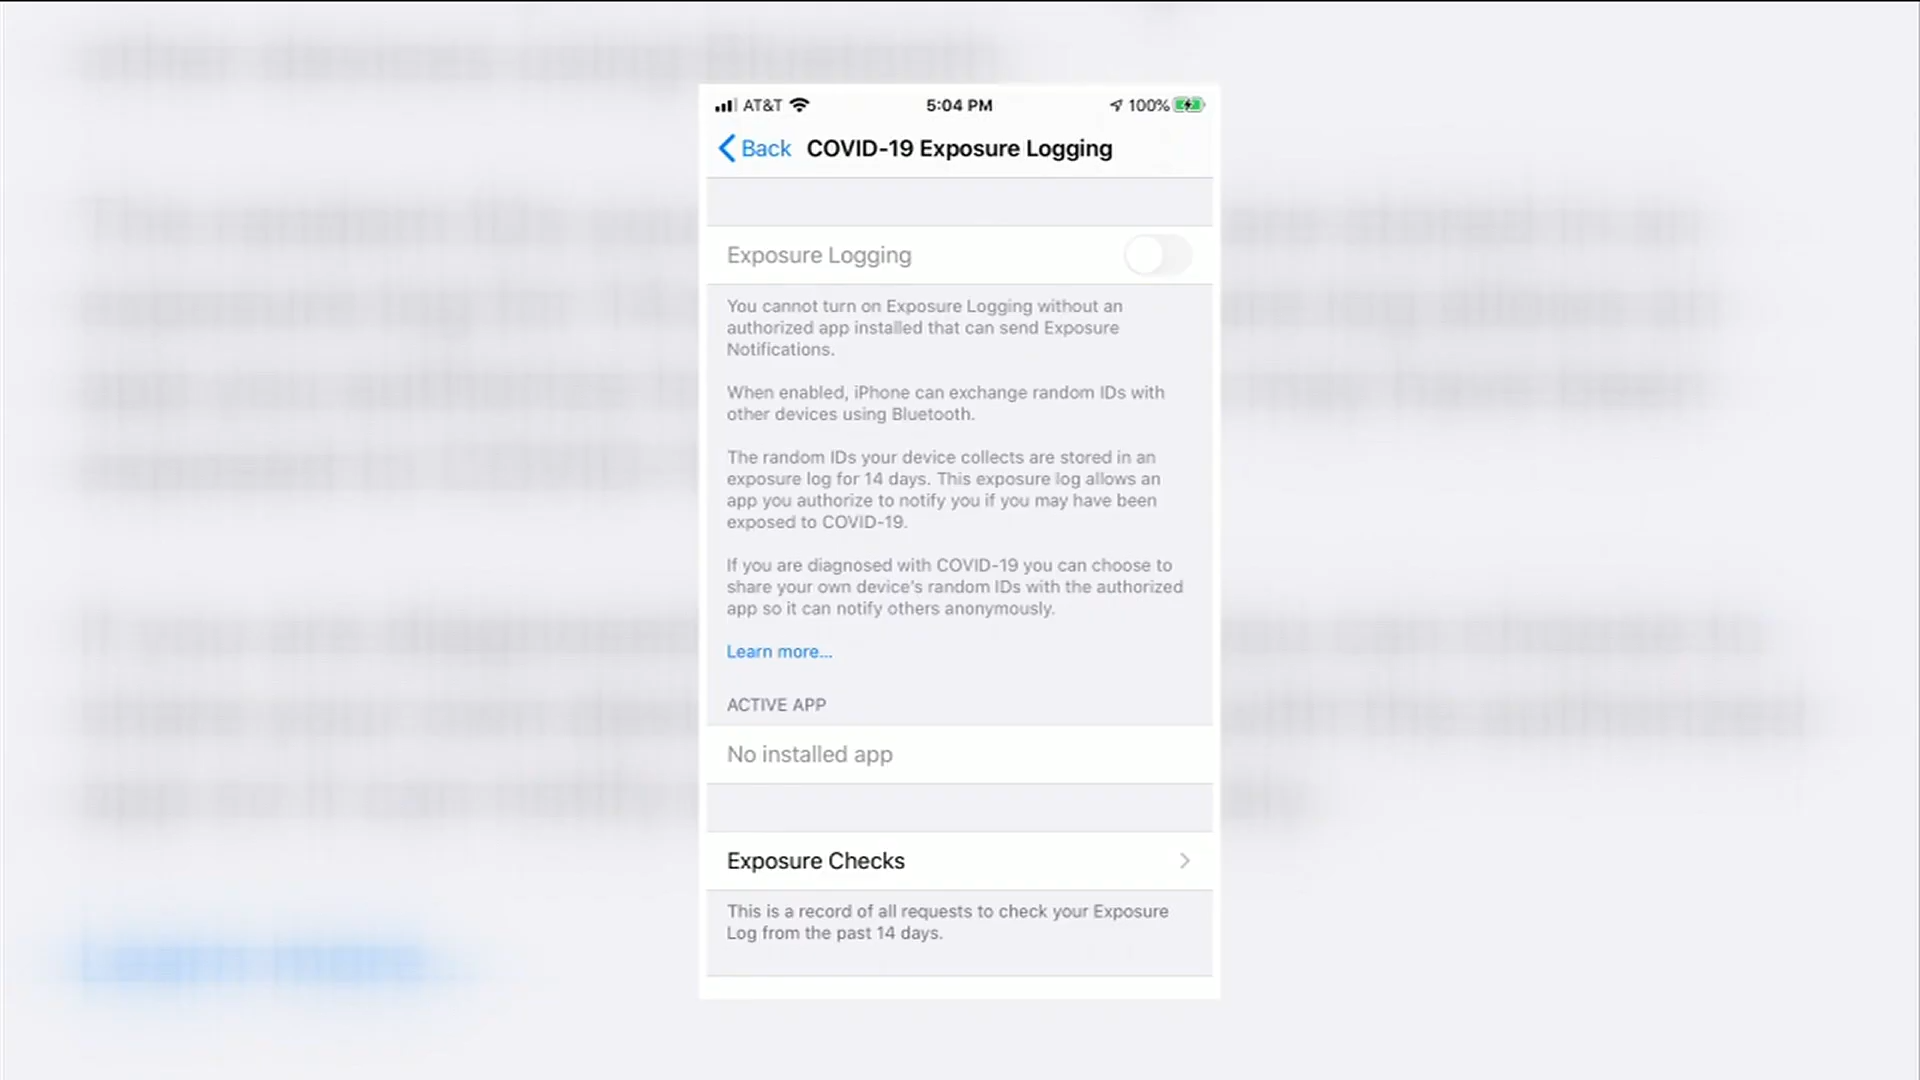 AT&T 5:04 PM 100%
Back COVID-19 Exposure Logging
Exposure Logging
You cannot turn on Exposure Logging without an
authorized app installed that can send Exposure
Notifications.
When enabled, iPhone can exchange random IDs with
other devices using Bluetooth.
The random IDs your device collects are stored in an
exposure log for 14 days. This exposure log allows an
app you authorize to notify you if you may have been
exposed to COVID-19.
If you are diagnosed with COVID-19 you can choose to
share your own device's random IDs with the authorized
app so it can notify others anonymously.
Learn more...
ACTIVE APP
No installed app
Exposure Checks
This is a record of all requests to check your Exposure
Log from the past 14 days.